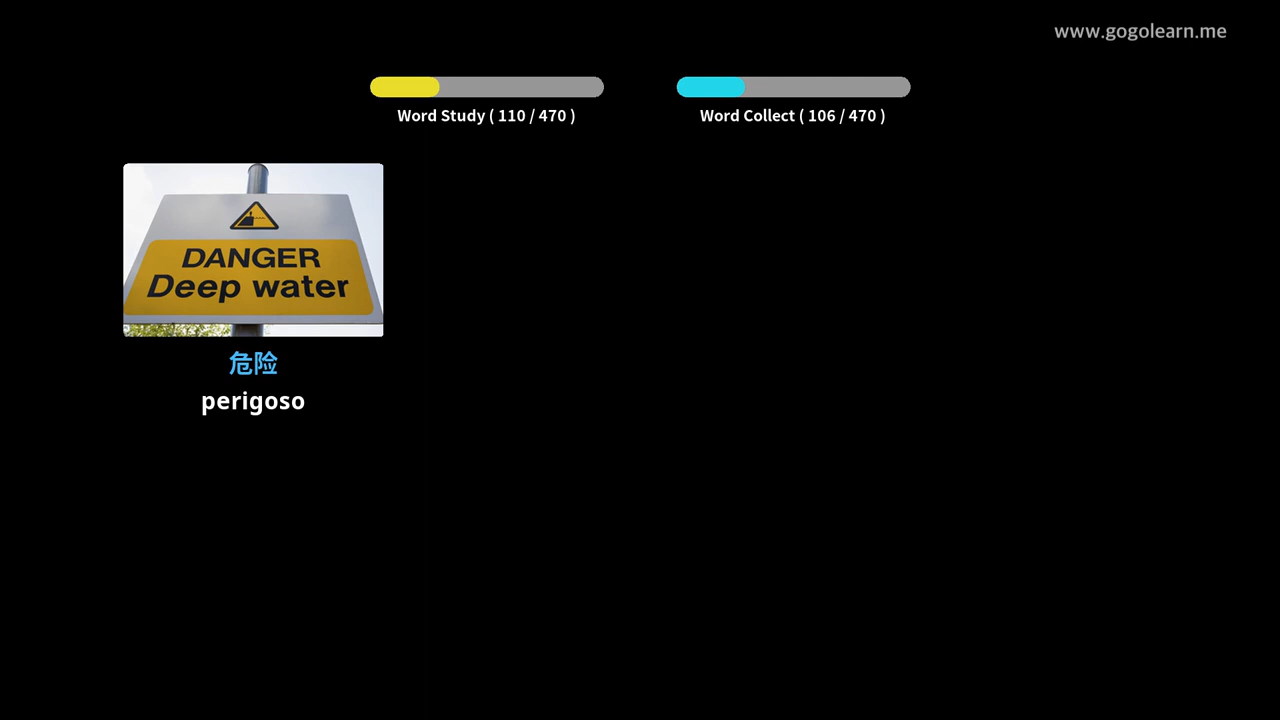 www.gogolearn.me
Word Study ( 110 / 470 )
Word Collect ( 106 / 470 )
DANGER
Deep water
危险
perigoso